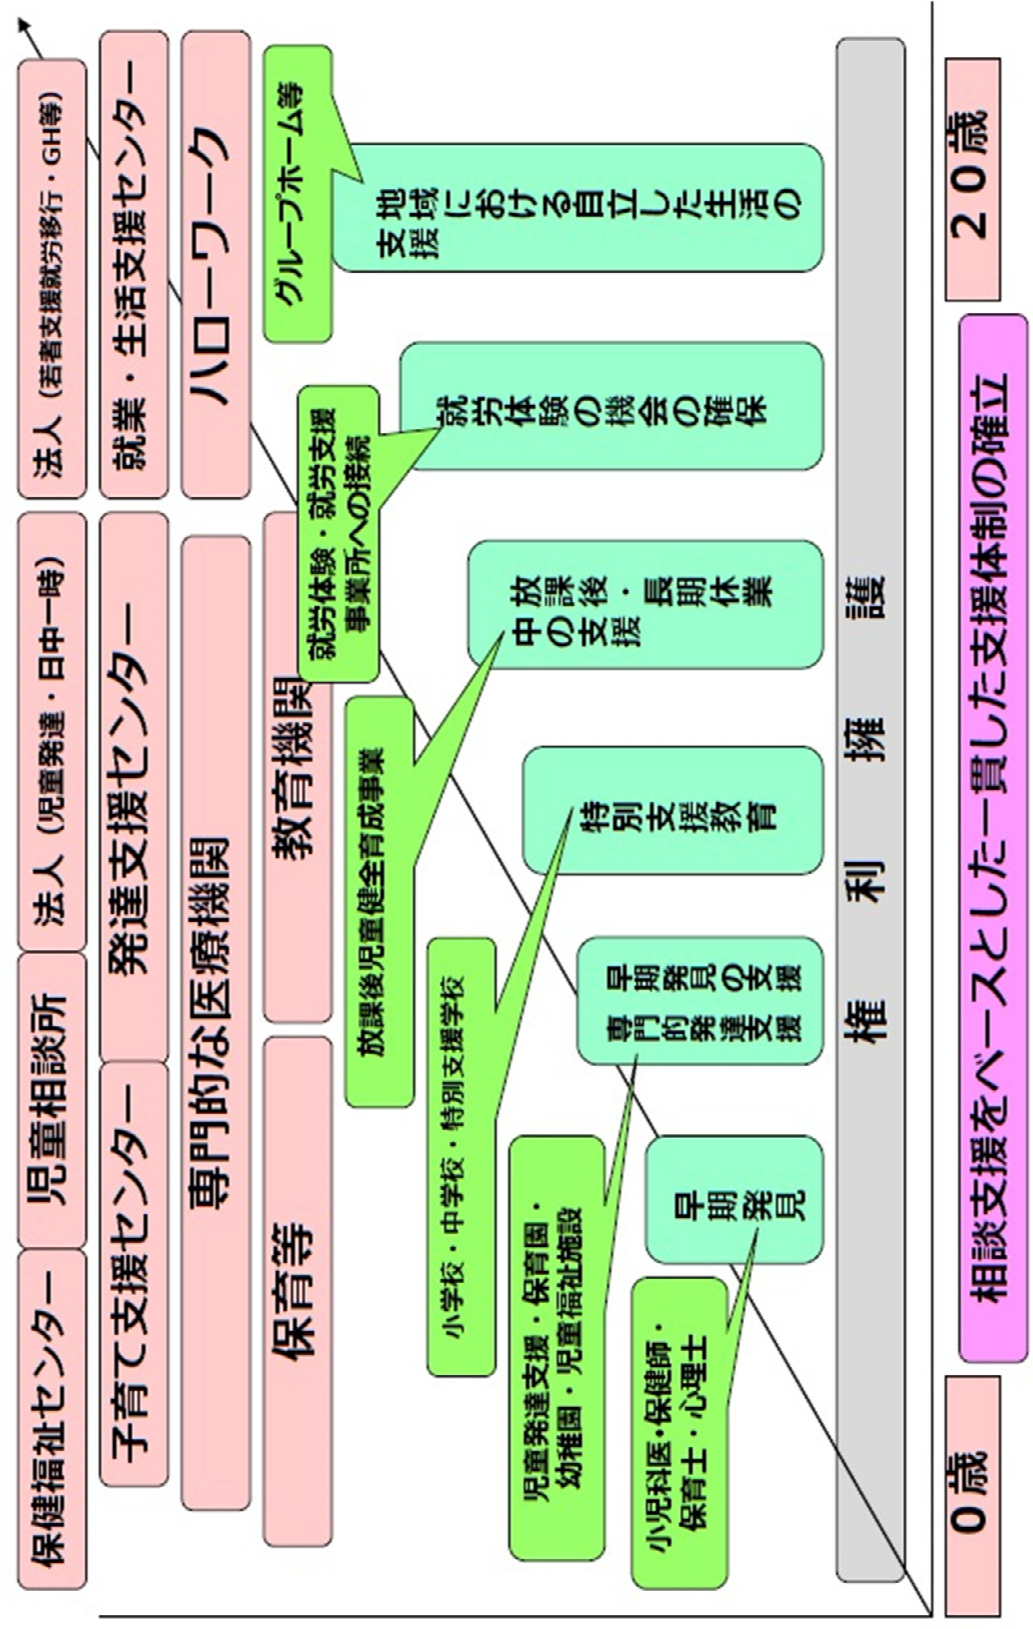 保健福祉センター
児童相談所
法人（児童発達・日中一時）
法人（若者支援就労移行・GH等）
子育て支援センター
発達支援センター
就業・生活支援センター
専門的な医療機関
ハローワーク
保育等
教育機関
グループホーム等
就労体験・就労支援
事業所への接続
放課後児童健全育成事業
小学校・中学校・特別支援学校
児童発達支援・保育園・
幼稚園・児童福祉施設
小児科医・保健師・
保育士・心理士
早期発見
早期発見の支援
専門的発達支援
特別支援教育
放課後・長期休業
中の支援
就労体験の機会の確保
地域における自立した生活の
支援
権利擁護
0歳
相談支援をベースとした一貫した支援体制の確立
20歳